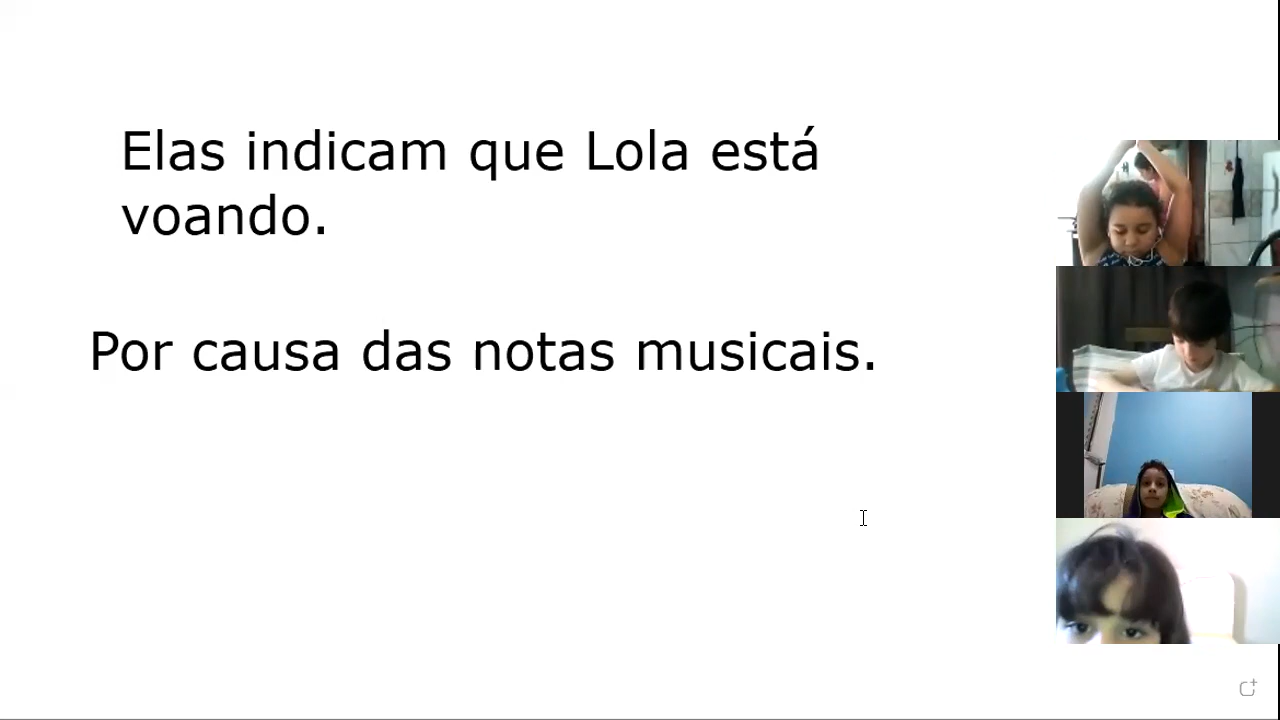 Elas indicam que Lola está
voando.
Por causa das notas musicais.